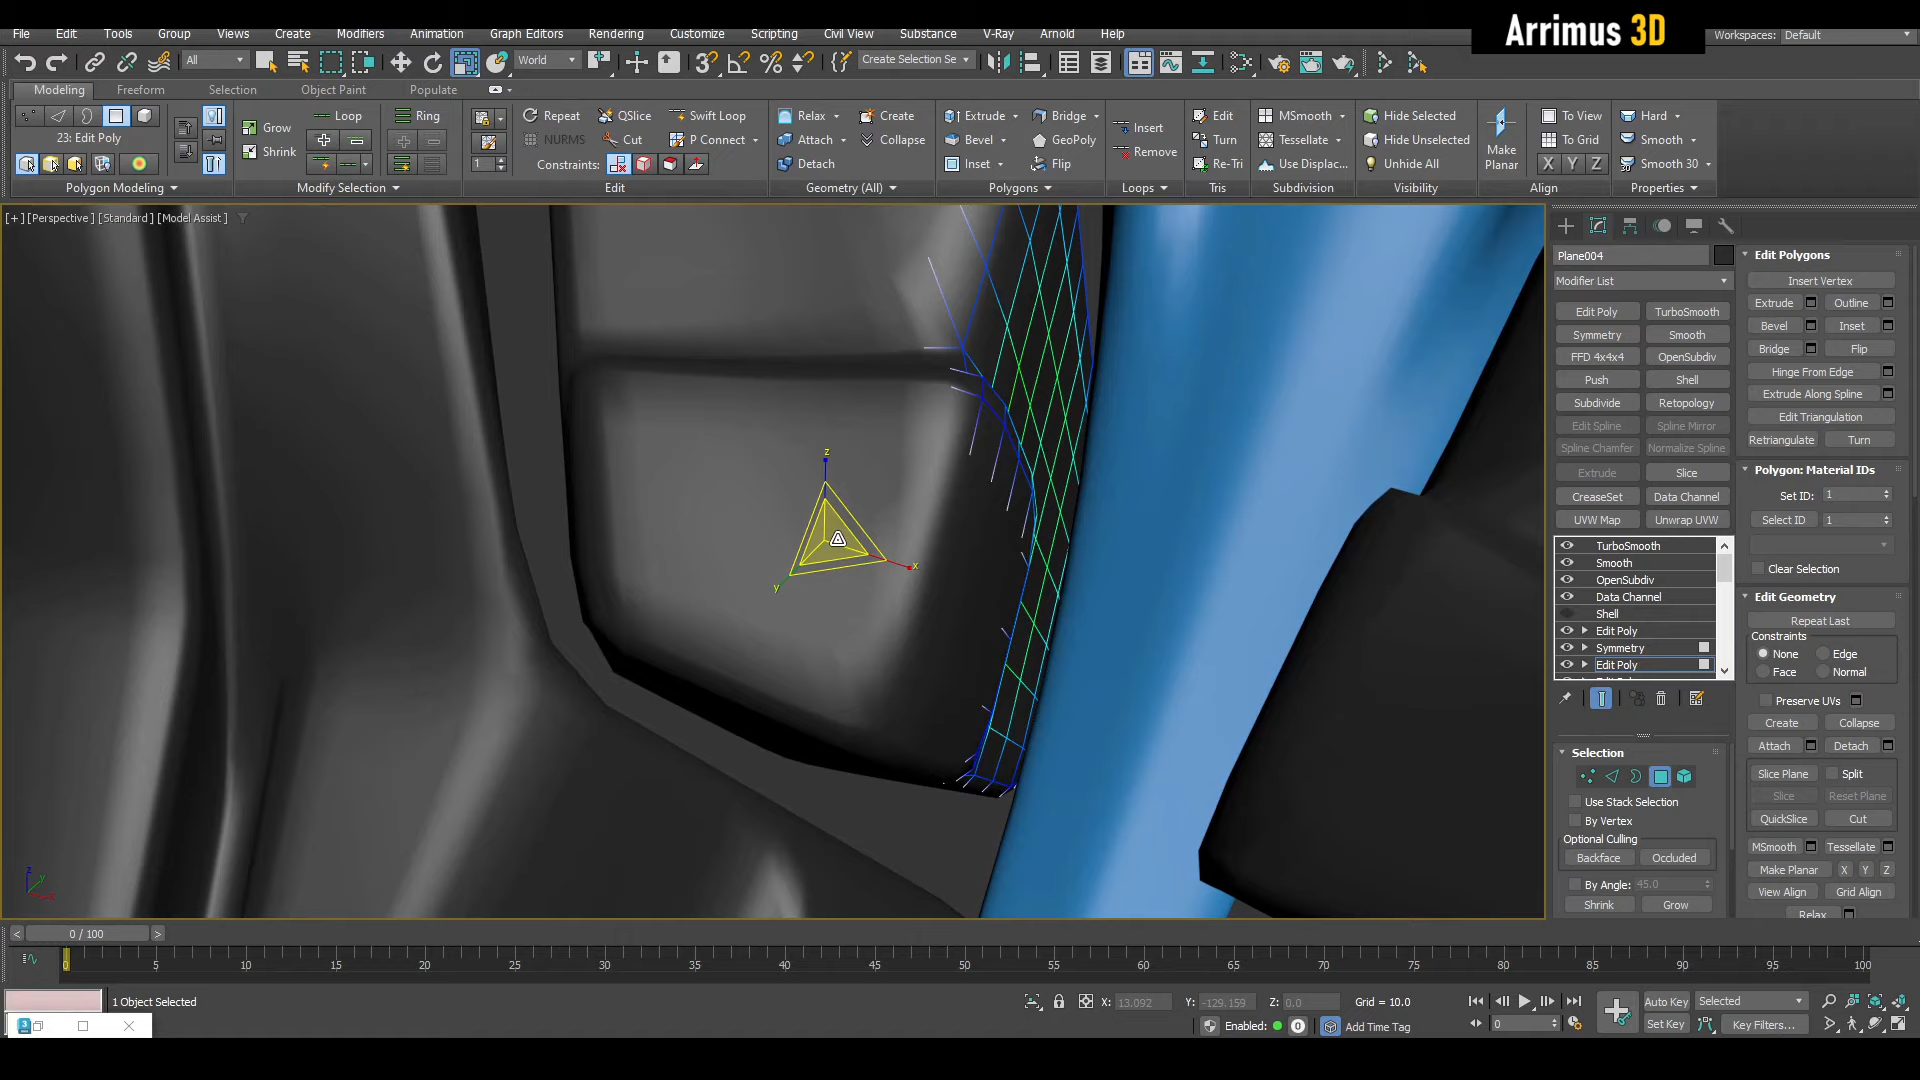 Arrimus 3D
File Edit Tools Group Views Create Modifiers Animation Graph Editors Rendering Customize Scripting Civil View Substance V-Ray Arnold Help
Workspaces: Default
All World Create Selection Se
Modeling Freeform Selection Object Paint Populate
Loop Ring Repeat QSlice Swift Loop Relax Create Extrude Bridge Insert Edit MSmooth Hide Selected To View Hard
23: Edit Poly Grow NURMS Cut P Connect Attach Collapse Bevel GeoPoly Remove Turn Tessellate Hide Unselected Make Planar To Grid Smooth
Shrink 1 Constraints: Detach Inset Flip Re-Tri Use Displac... Unhide All X Y Z Smooth 30
Polygon Modeling Modify Selection Edit Geometry (All) Polygons Loops Tris Subdivision Visibility Align Properties
[+] [Perspective] [Standard] [Model Assist]
z
x
y
z
y
Plane004
Modifier List
Edit Poly TurboSmooth
Symmetry Smooth
FFD 4x4x4 OpenSubdiv
Push Shell
Subdivide Retopology
Edit Spline Spline Mirror
Spline Chamfer Normalize Spline
Extrude Slice
CreaseSet Data Channel
UVW Map Unwrap UVW
TurboSmooth
Smooth
OpenSubdiv
Data Channel
Shell
Edit Poly
Symmetry
Edit Poly
Selection
Use Stack Selection
By Vertex
Optional Culling
Backface Occluded
By Angle: 45.0
Shrink Grow
Edit Polygons
Insert Vertex
Extrude Outline
Bevel Inset
Bridge Flip
Hinge From Edge
Extrude Along Spline
Edit Triangulation
Retriangulate Turn
Polygon: Material IDs
Set ID: 1
Select ID 1
Clear Selection
Edit Geometry
Repeat Last
Constraints
None Edge
Face Normal
Preserve UVs
Create Collapse
Attach Detach
Slice Plane Split
Slice Reset Plane
QuickSlice Cut
MSmooth Tessellate
Make Planar X Y Z
View Align Grid Align
Relax
< 0 / 100 >
0 5 10 15 20 25 30 35 40 45 50 55 60 65 70 75 80 85 90 95 100
1 Object Selected X: 13.092 Y: -129.159 Z: 0.0 Grid = 10.0 Auto Key Selected
3 Enabled: 0 Add Time Tag 0 Set Key Key Filters...